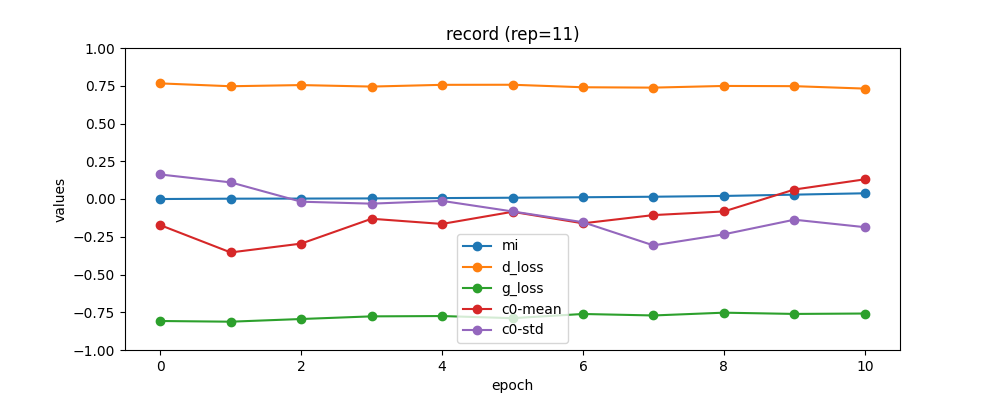 record (rep=11)
1.00
0.75
0.50
0.25
0.00
−0.25
−0.50
−0.75
−1.00
values
mi
d_loss
g_loss
c0-mean
c0-std
0 2 4 6 8 10
epoch